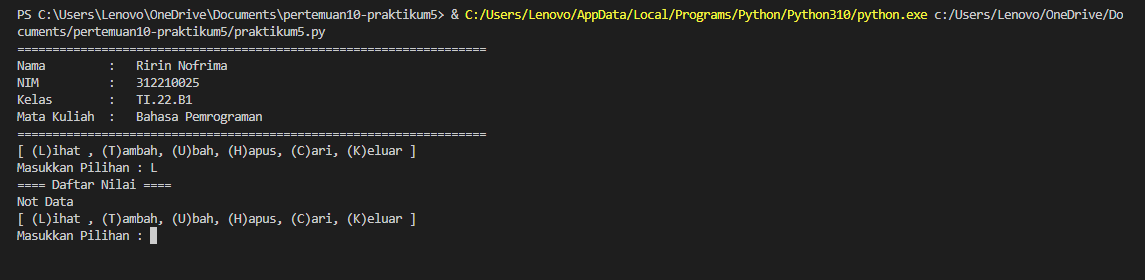 PS C:\Users\Lenovo\OneDrive\Documents\pertemuan10-praktikum5> & C:/Users/Lenovo/AppData/Local/Programs/Python/Python310/python.exe c:/Users/Lenovo/OneDrive/Do
cuments/pertemuan10-praktikum5/praktikum5.py
===================================================================
Nama         :   Ririn Nofrima
NIM          :   312210025
Kelas        :   TI.22.B1
Mata Kuliah  :   Bahasa Pemrograman
===================================================================
[ (L)ihat , (T)ambah, (U)bah, (H)apus, (C)ari, (K)eluar ]
Masukkan Pilihan : L
==== Daftar Nilai ====
Not Data
[ (L)ihat , (T)ambah, (U)bah, (H)apus, (C)ari, (K)eluar ]
Masukkan Pilihan :